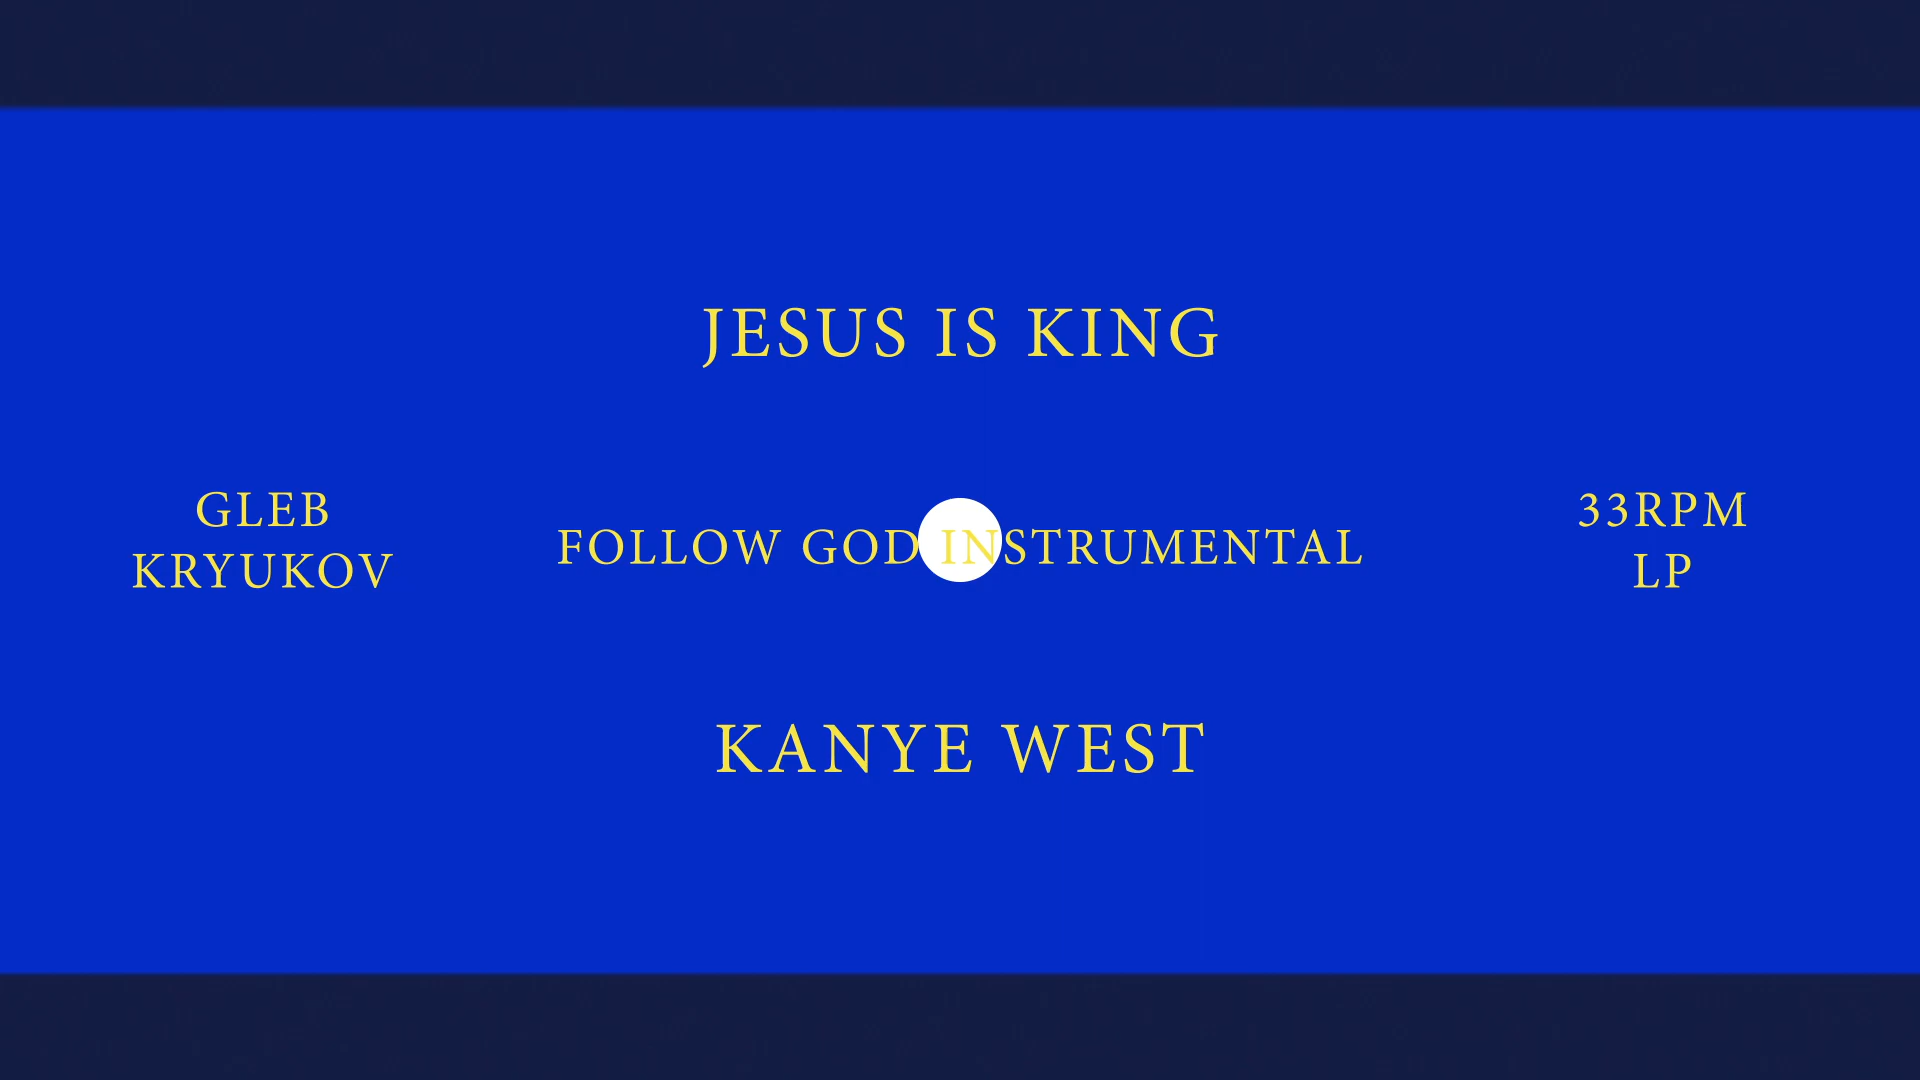 JESUS IS KING
GLEB
KRYUKOV
FOLLOW GOD INSTRUMENTAL
33RPM
LP
KANYE WEST